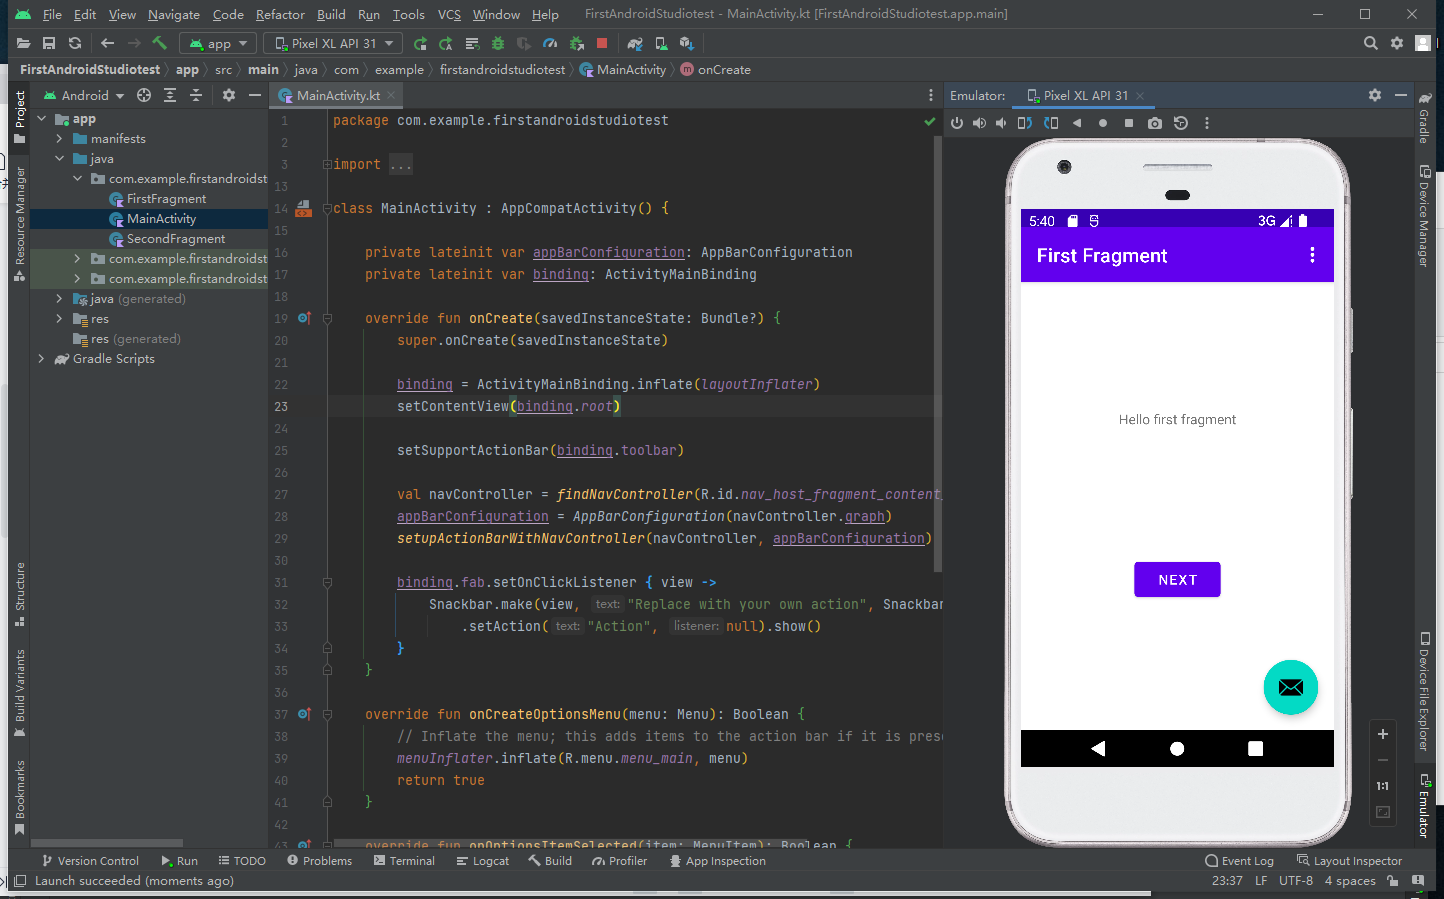 File Edit View Navigate Code Refactor Build Run Tools VCS Window Help FirstAndroidStudiotest - MainActivity.kt [FirstAndroidStudiotest.app.main]
app Pixel XL API 31
FirstAndroidStudiotest app src main java com example firstandroidstudiotest MainActivity onCreate
Project
Resource Manager
Structure
Build Variants
Bookmarks
Android
app
manifests
java
com.example.firstandroidst
FirstFragment
MainActivity
SecondFragment
com.example.firstandroidst
com.example.firstandroidst
java (generated)
res
res (generated)
Gradle Scripts
MainActivity.kt
1 package com.example.firstandroidstudiotest
2
3 import ...
13
14 class MainActivity : AppCompatActivity() {
15
16 private lateinit var appBarConfiguration: AppBarConfiguration
17 private lateinit var binding: ActivityMainBinding
18
19 override fun onCreate(savedInstanceState: Bundle?) {
20 super.onCreate(savedInstanceState)
21
22 binding = ActivityMainBinding.inflate(layoutInflater)
23 setContentView(binding.root)
24
25 setSupportActionBar(binding.toolbar)
26
27 val navController = findNavController(R.id.nav_host_fragment_content_
28 appBarConfiguration = AppBarConfiguration(navController.graph)
29 setupActionBarWithNavController(navController, appBarConfiguration)
30
31 binding.fab.setOnClickListener { view ->
32 Snackbar.make(view, text: "Replace with your own action", Snackbar
33 .setAction( text: "Action", listener: null).show()
34 }
35 }
36
37 override fun onCreateOptionsMenu(menu: Menu): Boolean {
38 // Inflate the menu; this adds items to the action bar if it is prese
39 menuInflater.inflate(R.menu.menu_main, menu)
40 return true
41 }
42
43 override fun onOptionsItemSelected(item: MenuItem): Boolean {
Emulator: Pixel XL API 31
5:40 3G
First Fragment
Hello first fragment
NEXT
1:1
Gradle
Device Manager
Device File Explorer
Emulator
Version Control Run TODO Problems Terminal Logcat Build Profiler App Inspection Event Log Layout Inspector
Launch succeeded (moments ago) 23:37 LF UTF-8 4 spaces